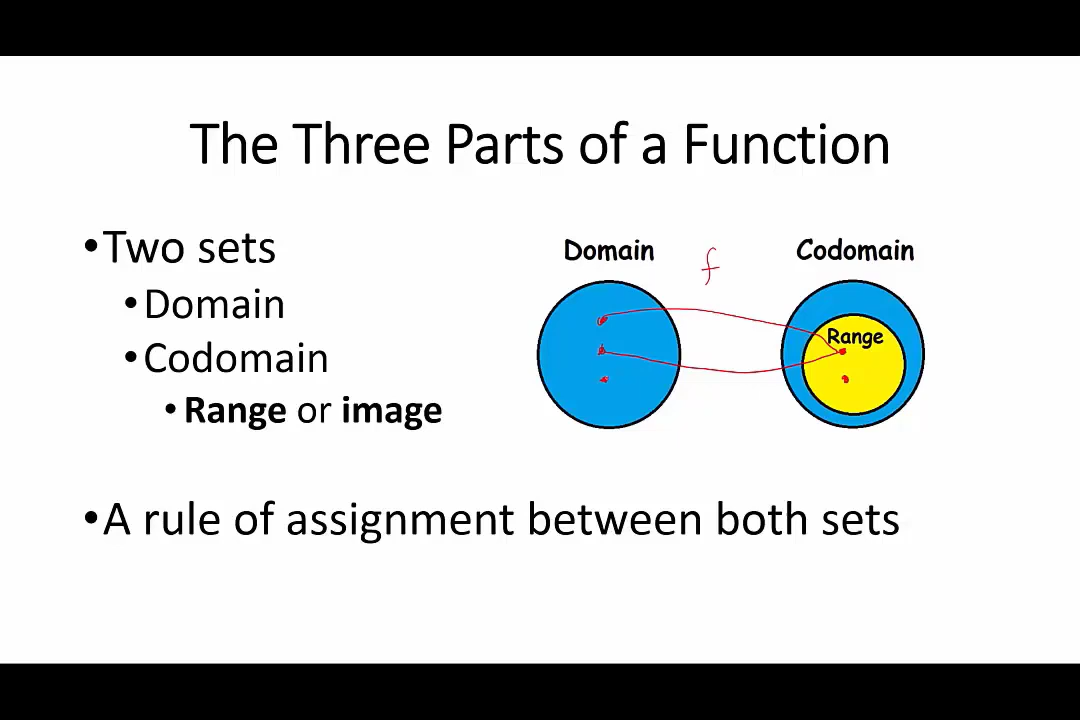 The Three Parts of a Function
•Two sets
•Domain
•Codomain
•Range or image
Domain
f
Codomain
Range
•A rule of assignment between both sets